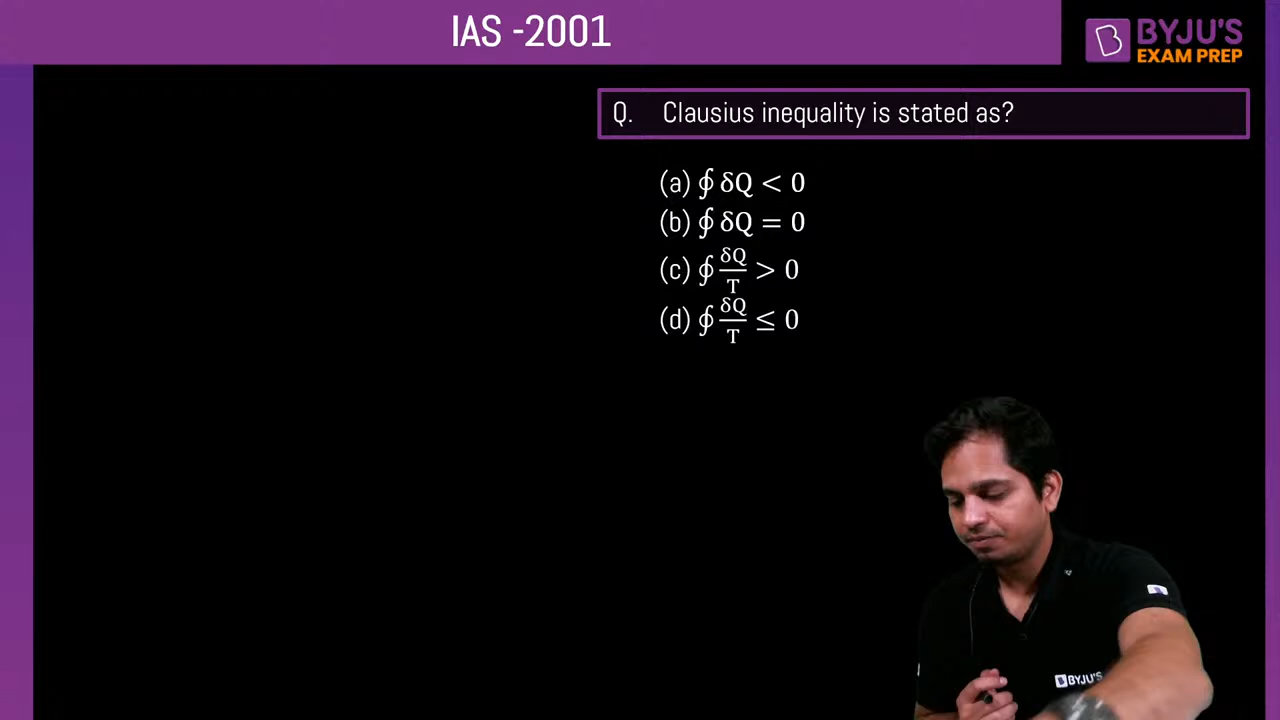 IAS -2001
BYJU'S
EXAM PREP
Q. Clausius inequality is stated as?
(a) ∮ δQ < 0
(b) ∮ δQ = 0
(c) ∮ δQ/T > 0
(d) ∮ δQ/T ≤ 0
BYJU'S